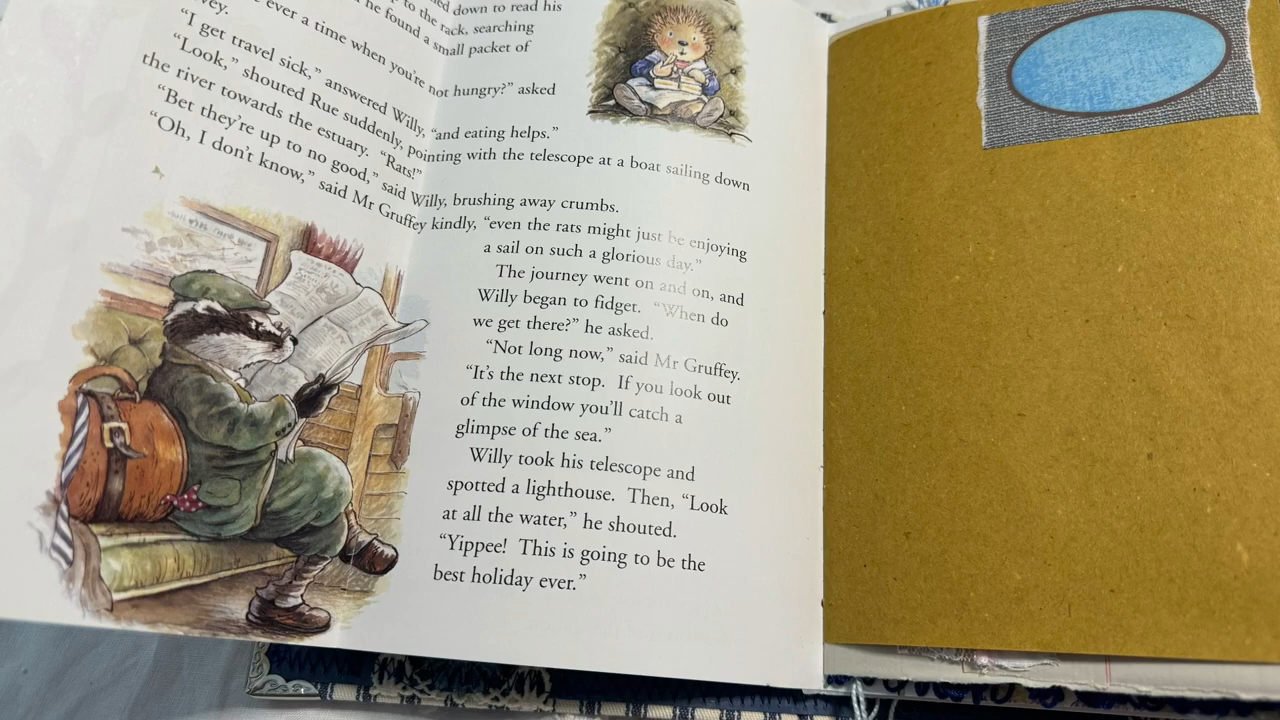 down to read his
to the rack, searching
he found a small packet of
ever a time when you're not hungry?" asked
"I get travel sick," answered Willy, "and eating helps."
"Look," shouted Rue suddenly, pointing with the telescope at a boat sailing down
the river towards the estuary. "Rats!"
"Bet they're up to no good," said Willy, brushing away crumbs.
"Oh, I don't know," said Mr Gruffey kindly, "even the rats might just be enjoying
a sail on such a glorious day."
The journey went on and on, and
Willy began to fidget. "When do
we get there?" he asked.
"Not long now," said Mr Gruffey.
"It's the next stop. If you look out
of the window you'll catch a
glimpse of the sea."
Willy took his telescope and
spotted a lighthouse. Then, "Look
at all the water," he shouted.
"Yippee! This is going to be the
best holiday ever."